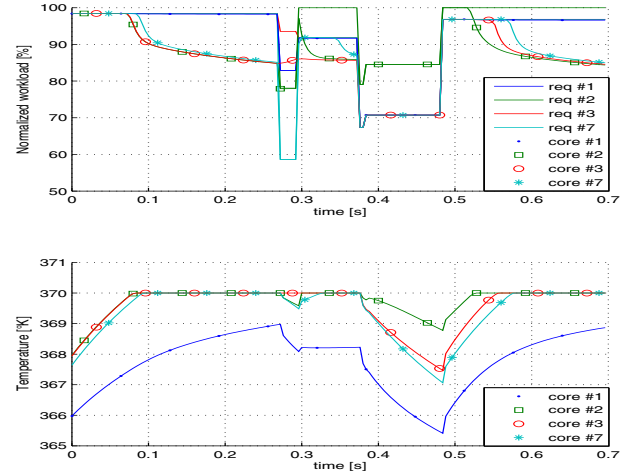 100
90
80
70
60
50
Normalized workload [%]
0 0.1 0.2 0.3 0.4 0.5 0.6 0.7
time [s]
req #1
req #2
req #3
req #7
core #1
core #2
core #3
core #7
371
370
369
368
367
366
365
Temperature [°K]
0 0.1 0.2 0.3 0.4 0.5 0.6 0.7
time [s]
core #1
core #2
core #3
core #7